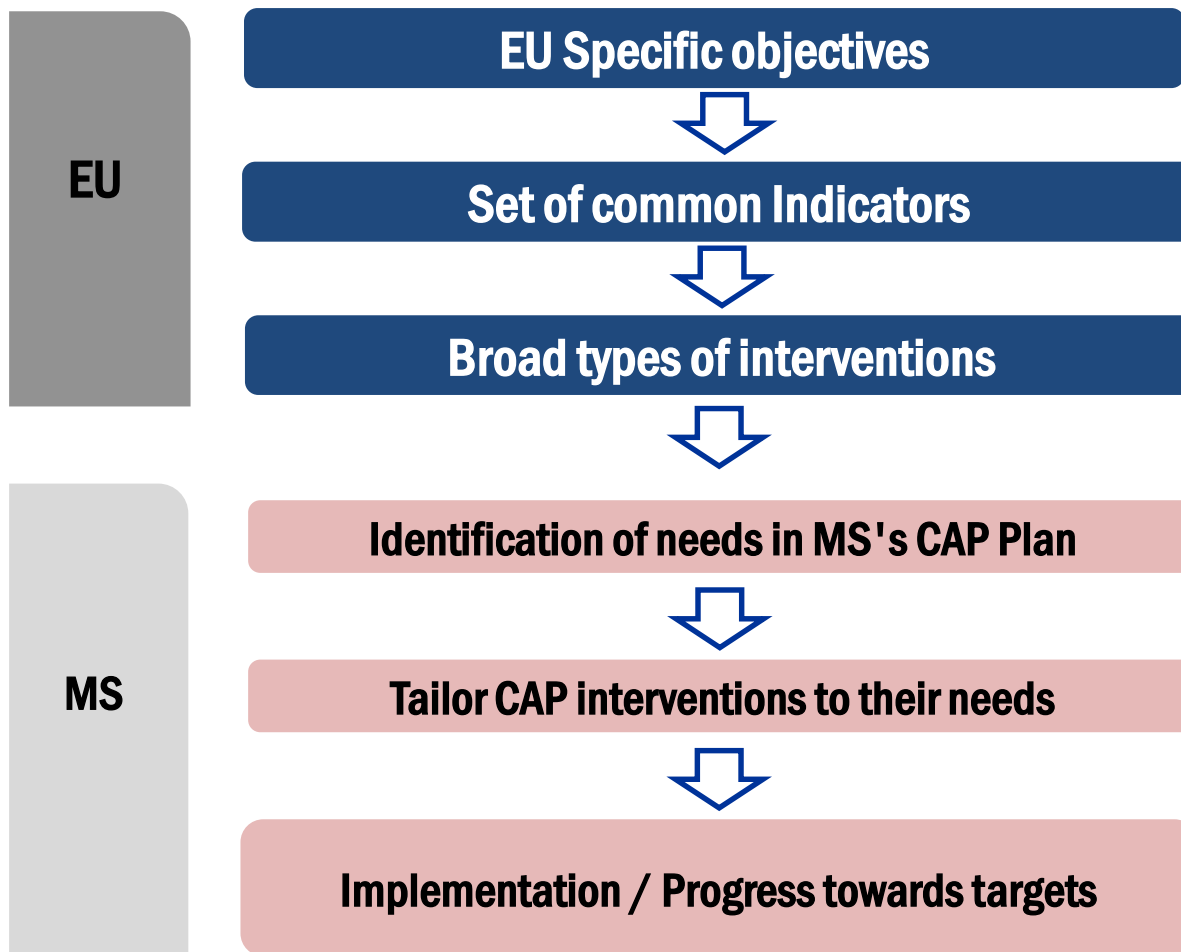 EU
EU Specific objectives
Set of common Indicators
Broad types of interventions
MS
Identification of needs in MS's CAP Plan
Tailor CAP interventions to their needs
Implementation / Progress towards targets